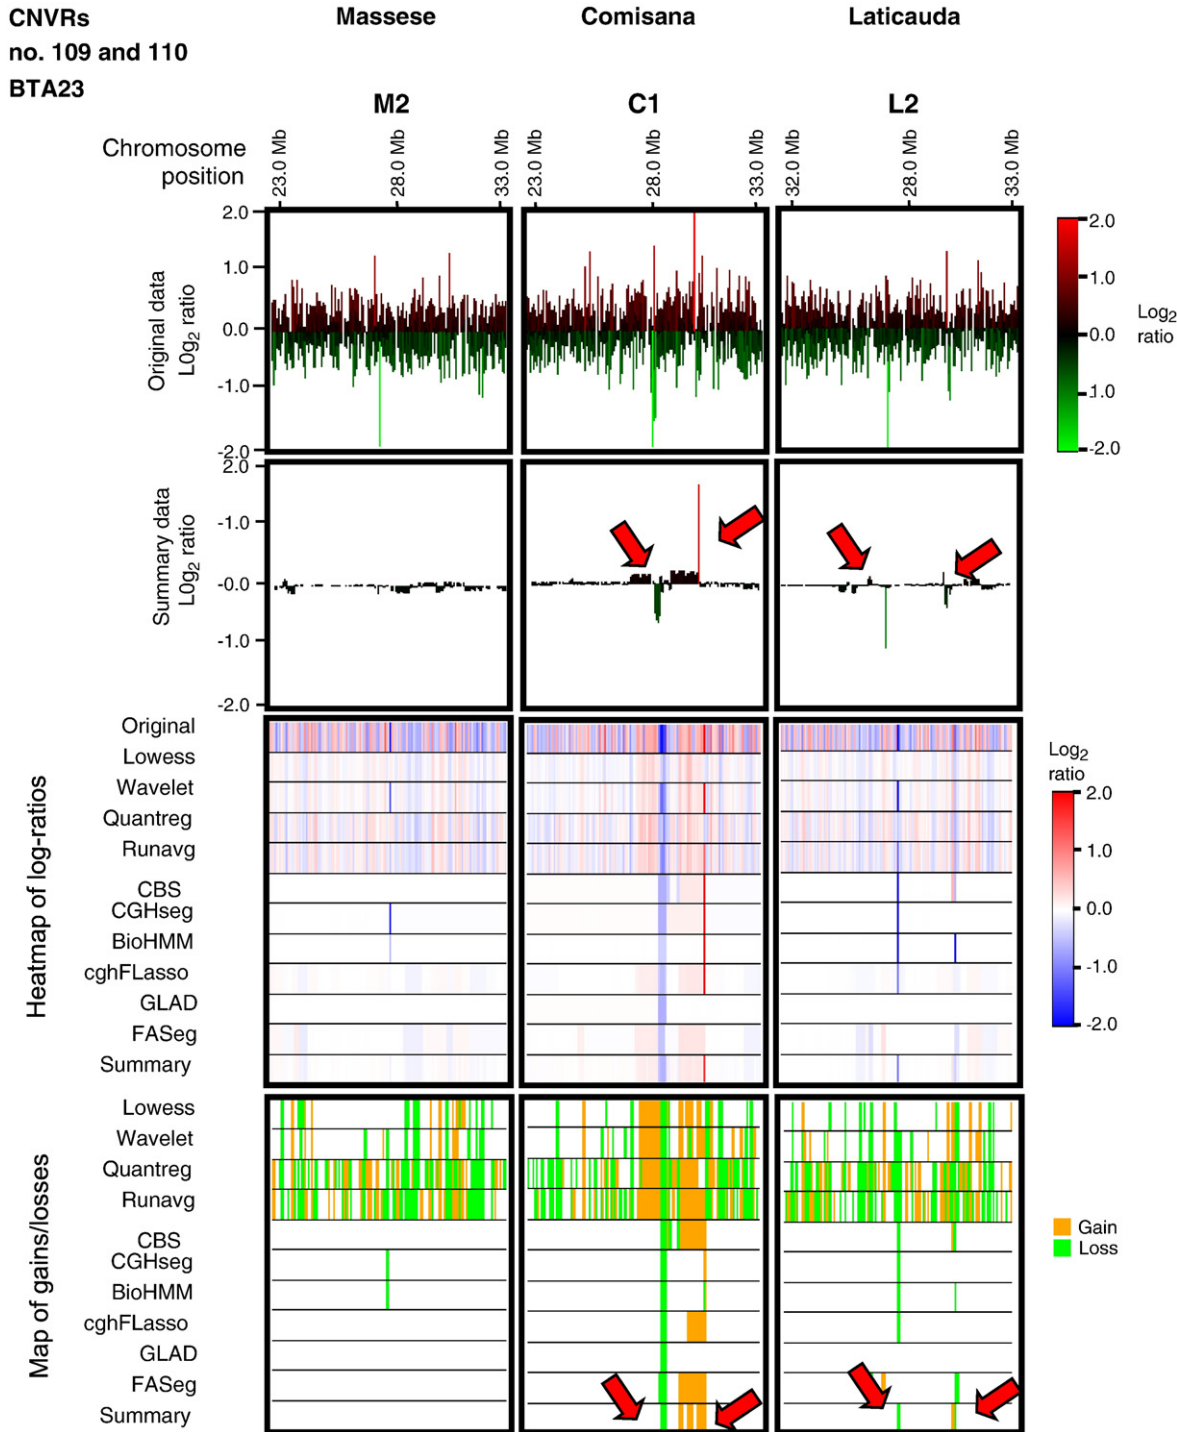 CNVRs
no. 109 and 110
BTA23
Massese
Comisana
Laticauda
M2
C1
L2
Chromosome
position
23.0 Mb
28.0 Mb
33.0 Mb
23.0 Mb
28.0 Mb
33.0 Mb
32.0 Mb
28.0 Mb
33.0 Mb
Original data
L0g2 ratio
2.0
1.0
0.0
-1.0
-2.0
2.0
1.0
0.0
1.0
-2.0
Log2
ratio
Summary data
L0g2 ratio
2.0
-1.0
-0.0
-1.0
-2.0
Heatmap of log-ratios
Original
Lowess
Wavelet
Quantreg
Runavg
CBS
CGHseg
BioHMM
cghFLasso
GLAD
FASeg
Summary
Log2
ratio
2.0
1.0
0.0
-1.0
-2.0
Map of gains/losses
Lowess
Wavelet
Quantreg
Runavg
CBS
CGHseg
BioHMM
cghFLasso
GLAD
FASeg
Summary
Gain
Loss